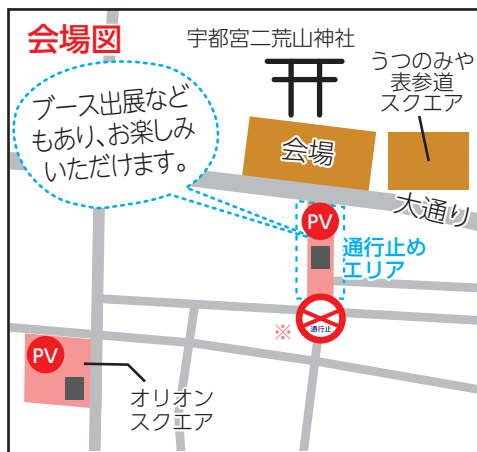 会場図
宇都宮二荒山神社
うつのみや
表参道
スクエア
ブース出展など
もあり、お楽しみ
いただけます。
会場
大通り
PV
通行止め
エリア
通行止
※
PV
オリオン
スクエア